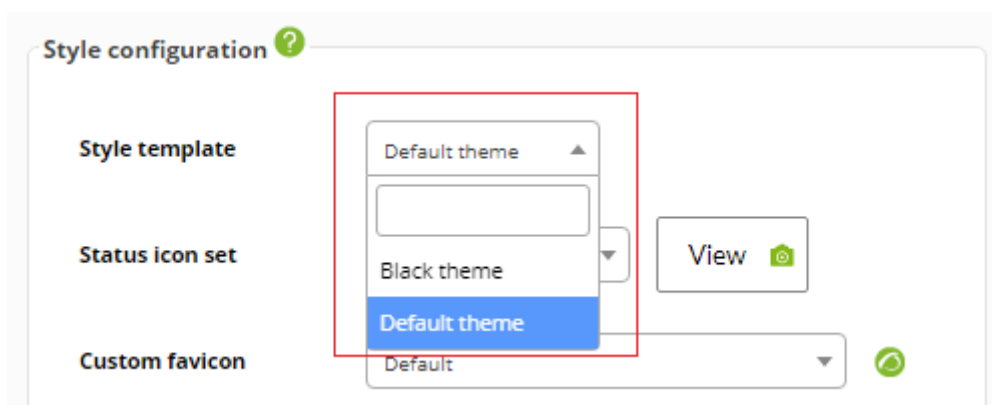 Style configuration ?
Style template
Default theme
Black theme
Default theme
Status icon set
View
Custom favicon
Default